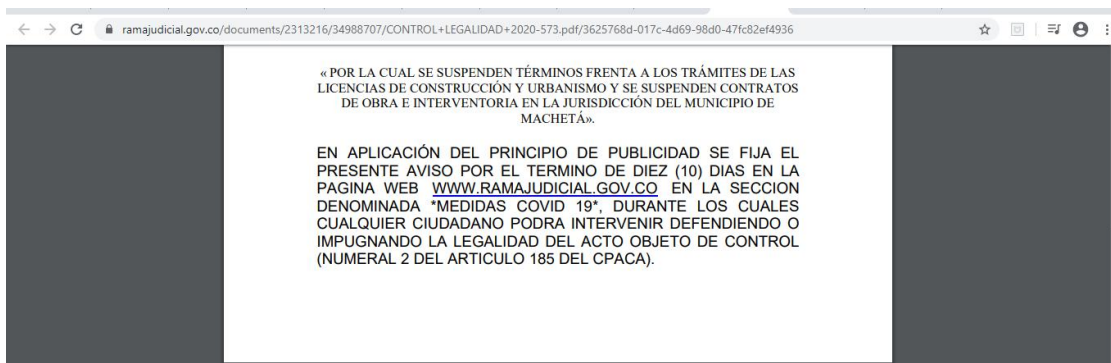 ramajudicial.gov.co/documents/2313216/34988707/CONTROL+LEGALIDAD+2020-573.pdf/3625768d-017c-4d69-98d0-47fc82ef4936
« POR LA CUAL SE SUSPENDEN TÉRMINOS FRENTE A LOS TRÁMITES DE LAS
LICENCIAS DE CONSTRUCCIÓN Y URBANISMO Y SE SUSPENDEN CONTRATOS
DE OBRA E INTERVENTORIA EN LA JURISDICCIÓN DEL MUNICIPIO DE
MACHETÁ».
EN APLICACIÓN DEL PRINCIPIO DE PUBLICIDAD SE FIJA EL
PRESENTE AVISO POR EL TERMINO DE DIEZ (10) DIAS EN LA
PAGINA WEB WWW.RAMAJUDICIAL.GOV.CO EN LA SECCION
DENOMINADA *MEDIDAS COVID 19*, DURANTE LOS CUALES
CUALQUIER CIUDADANO PODRA INTERVENIR DEFENDIENDO O
IMPUGNANDO LA LEGALIDAD DEL ACTO OBJETO DE CONTROL
(NUMERAL 2 DEL ARTICULO 185 DEL CPACA).